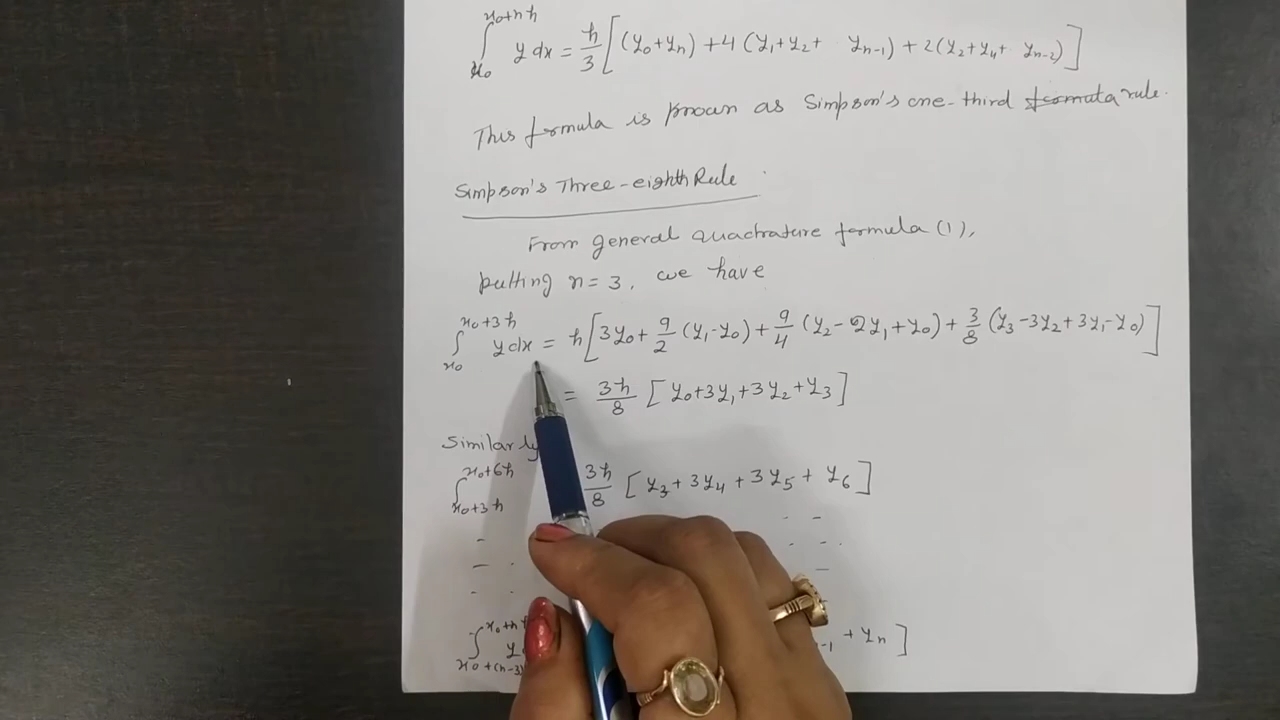 ∫_{x₀}^{x₀+nh} y dx = h/3 [(y₀+yₙ) + 4 (y₁+y₂+ yₙ₋₁) + 2(y₂+y₄+ yₙ₋₂)]
This formula is known as Simpson's one-third formula rule.
Simpson's Three-eighth Rule
From general quadrature formula (1),
putting n = 3, we have
∫_{x₀}^{x₀+3h} y dx = h [3y₀ + 9/2 (y₁-y₀) + 9/4 (y₂ - 2y₁ + y₀) + 3/8 (y₃ - 3y₂ + 3y₁ - y₀)]
= 3h/8 [y₀+3y₁+3y₂+y₃]
Similarly
∫_{x₀+3h}^{x₀+6h} 3h/8 [y₃ + 3y₄ + 3y₅ + y₆]
∫_{x₀+(n-3)}^{x₀+n} y ₙ₋₁ + yₙ]